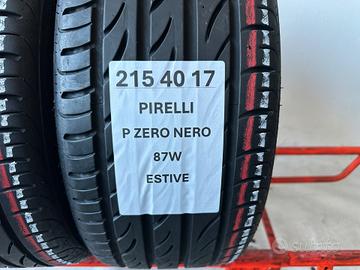 215 40 17
PIRELLI
P ZERO NERO
87W
ESTIVE